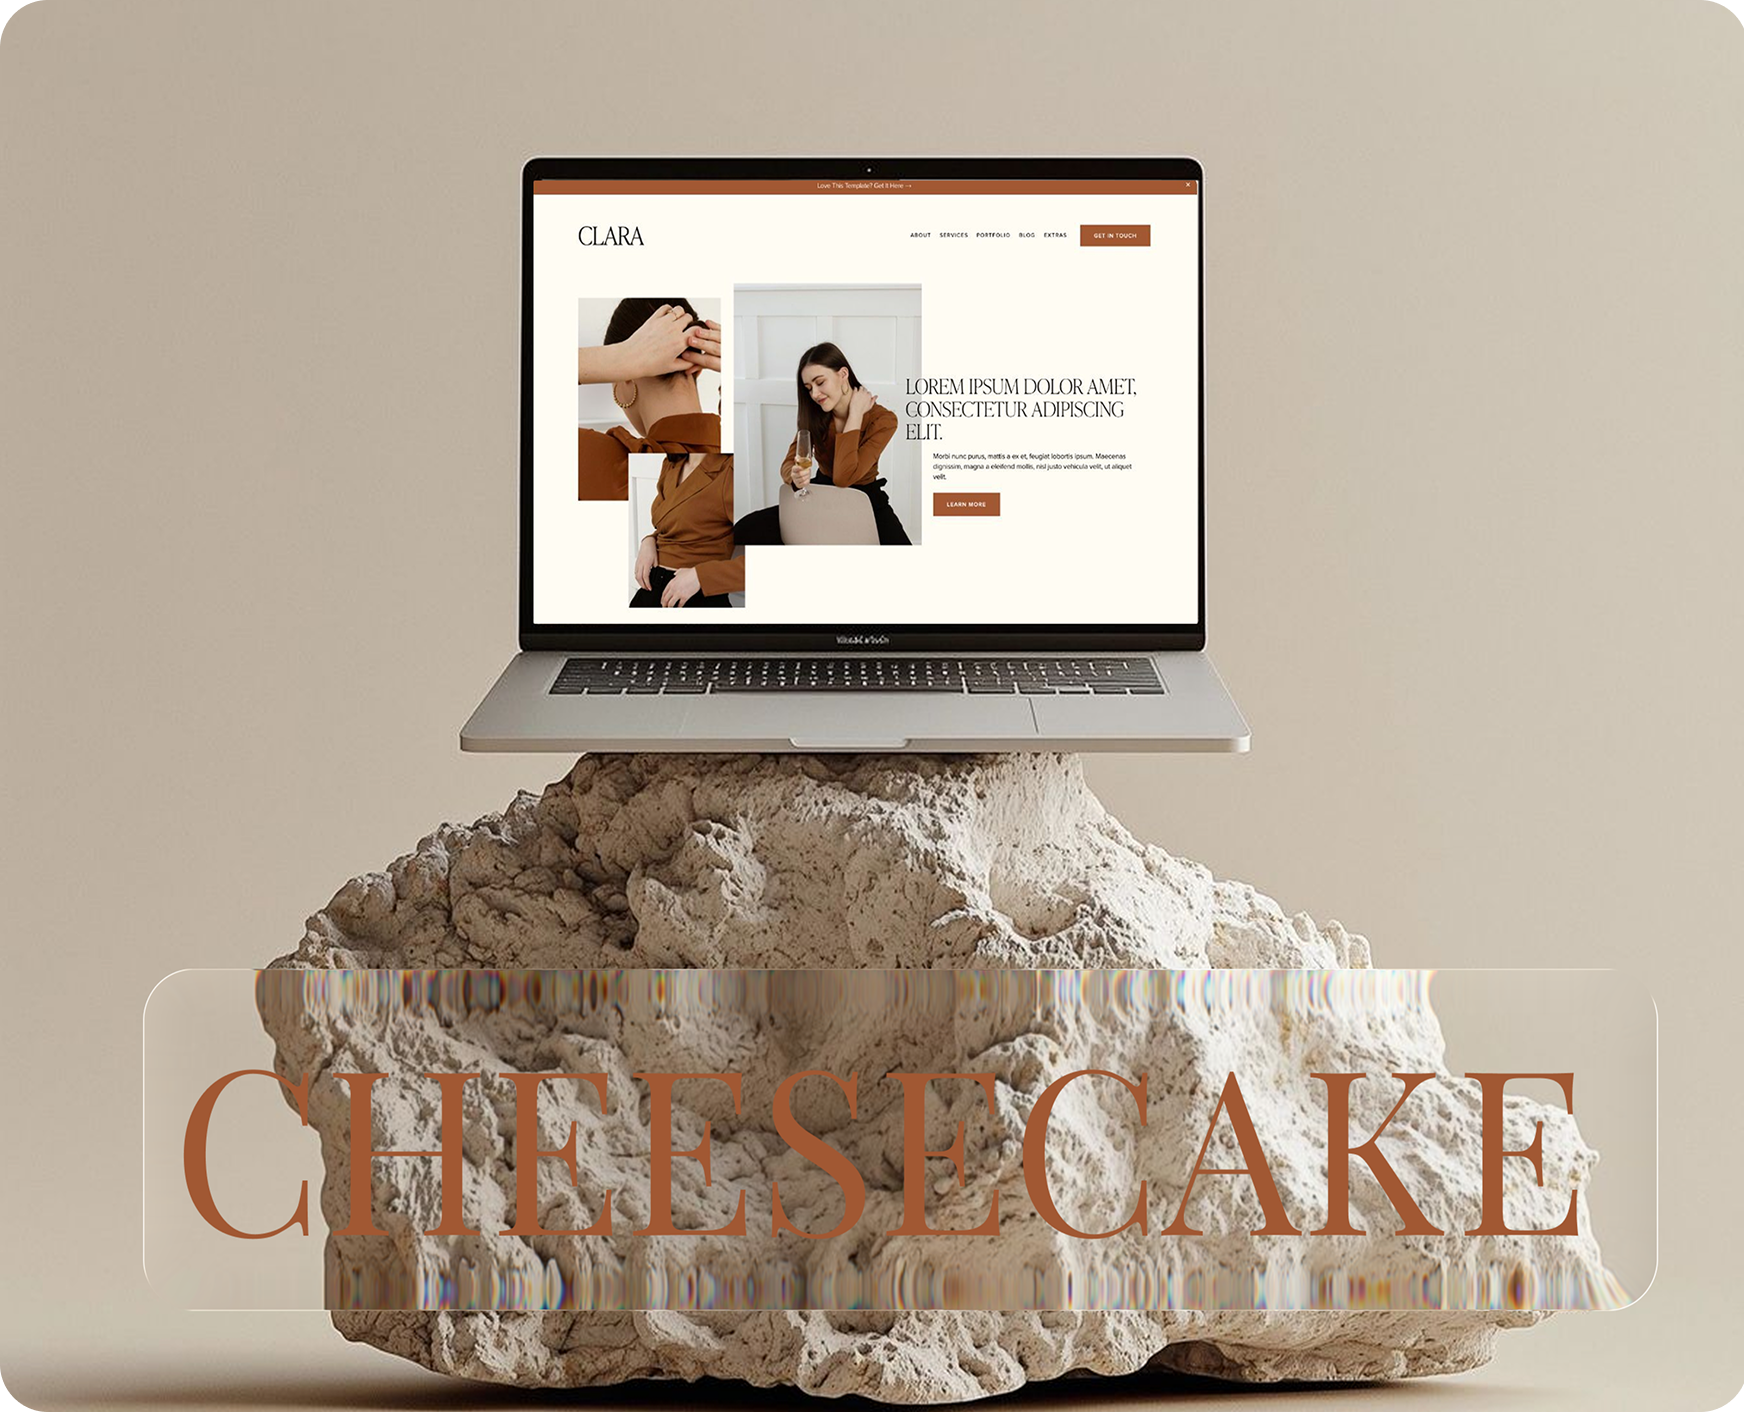 Love This Template? Get It Here →
CLARA
ABOUT SERVICES PORTFOLIO BLOG EXTRAS GET IN TOUCH
LOREM IPSUM DOLOR AMET,
CONSECTETUR ADIPISCING
ELIT.
Morbi nunc purus, mattis a ex et, feugiat lobortis ipsum. Maecenas
dignissim, magna a eleifend mollis, nisl justo vehicula velit, ut aliquet
velit.
LEARN MORE
CHEESECAKE